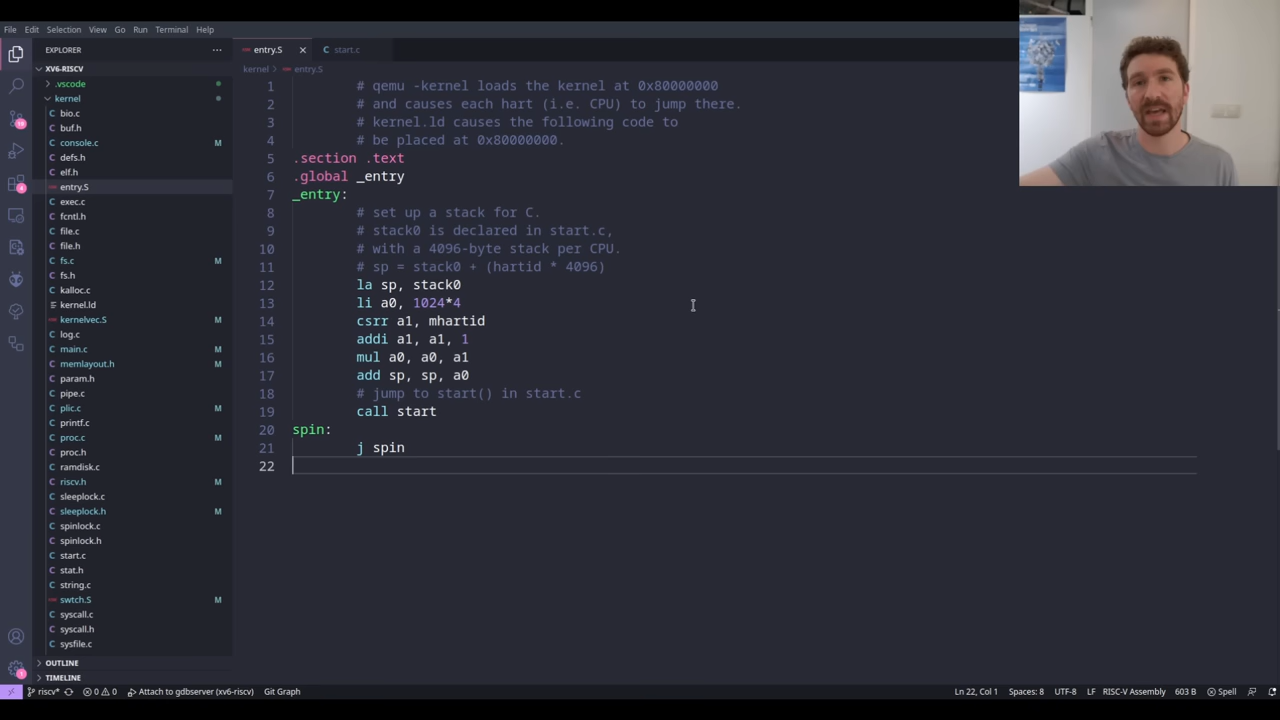 File Edit Selection View Go Run Terminal Help
EXPLORER ...
XV6-RISCV
.vscode
kernel
bio.c
buf.h
console.c M
defs.h
elf.h
entry.S
exec.c
fcntl.h
file.c
file.h
fs.c M
fs.h
kalloc.c
kernel.ld
kernelvec.S M
log.c
main.c M
memlayout.h M
param.h
pipe.c
plic.c M
printf.c
proc.c M
proc.h
ramdisk.c
riscv.h M
sleeplock.c
sleeplock.h M
spinlock.c
spinlock.h
start.c
stat.h
string.c
swtch.S M
syscall.c
syscall.h
sysfile.c
OUTLINE
TIMELINE
entry.S start.c
kernel > entry.S
1 # qemu -kernel loads the kernel at 0x80000000
2 # and causes each hart (i.e. CPU) to jump there.
3 # kernel.ld causes the following code to
4 # be placed at 0x80000000.
5 .section .text
6 .global _entry
7 _entry:
8 # set up a stack for C.
9 # stack0 is declared in start.c,
10 # with a 4096-byte stack per CPU.
11 # sp = stack0 + (hartid * 4096)
12 la sp, stack0
13 li a0, 1024*4
14 csrr a1, mhartid
15 addi a1, a1, 1
16 mul a0, a0, a1
17 add sp, sp, a0
18 # jump to start() in start.c
19 call start
20 spin:
21 j spin
22
riscv* 0 0 Attach to gdbserver (xv6-riscv) Git Graph Ln 22, Col 1 Spaces: 8 UTF-8 LF RISC-V Assembly 603 B Spell